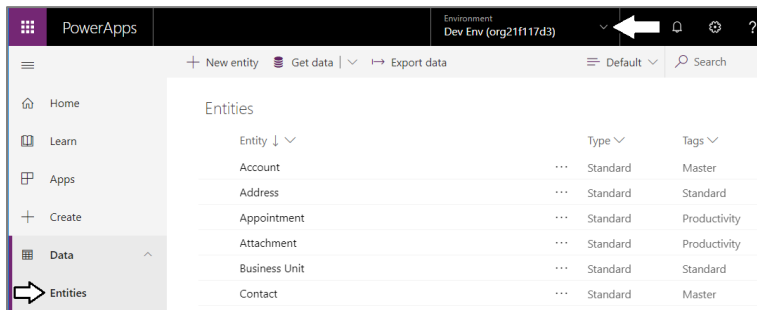 PowerApps
Environment
Dev Env (org21f117d3)
?
New entity Get data Export data Default Search
Home
Learn
Apps
Create
Data
Entities
Entities
Entity Type Tags
Account ... Standard Master
Address ... Standard Standard
Appointment ... Standard Productivity
Attachment ... Standard Productivity
Business Unit ... Standard Standard
Contact ... Standard Master